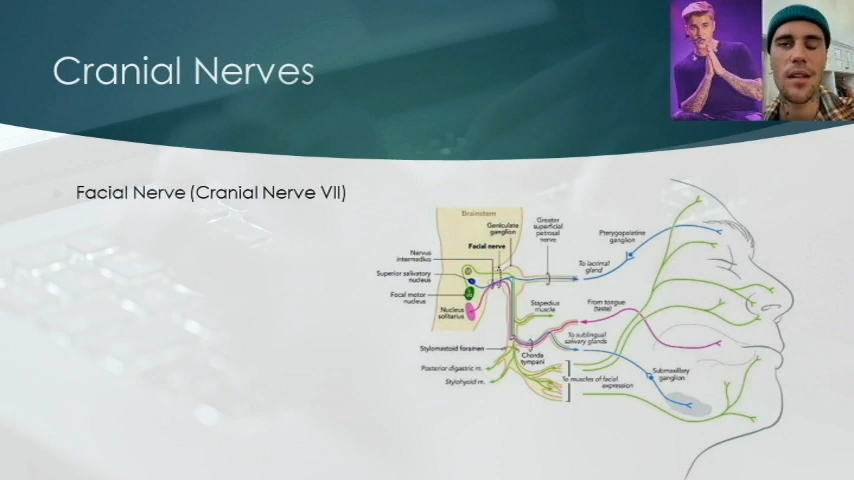 Cranial Nerves
Facial Nerve (Cranial Nerve VII)
Brainstem
Geniculate
ganglion
Greater
superficial
petrosal
nerve
Facial nerve
Pterygopalatine
ganglion
Nervus
intermedius
To lacrimal
gland
Superior salivatory
nucleus
Facial motor
nucleus
Nucleus
solitarius
Stapedius
muscle
From tongue
(taste)
To sublingual
salivary glands
Stylomastoid foramen
Chorda
tympani
Posterior digastric m.
Stylohyoid m.
To muscles of facial
expression
Submaxillary
ganglion